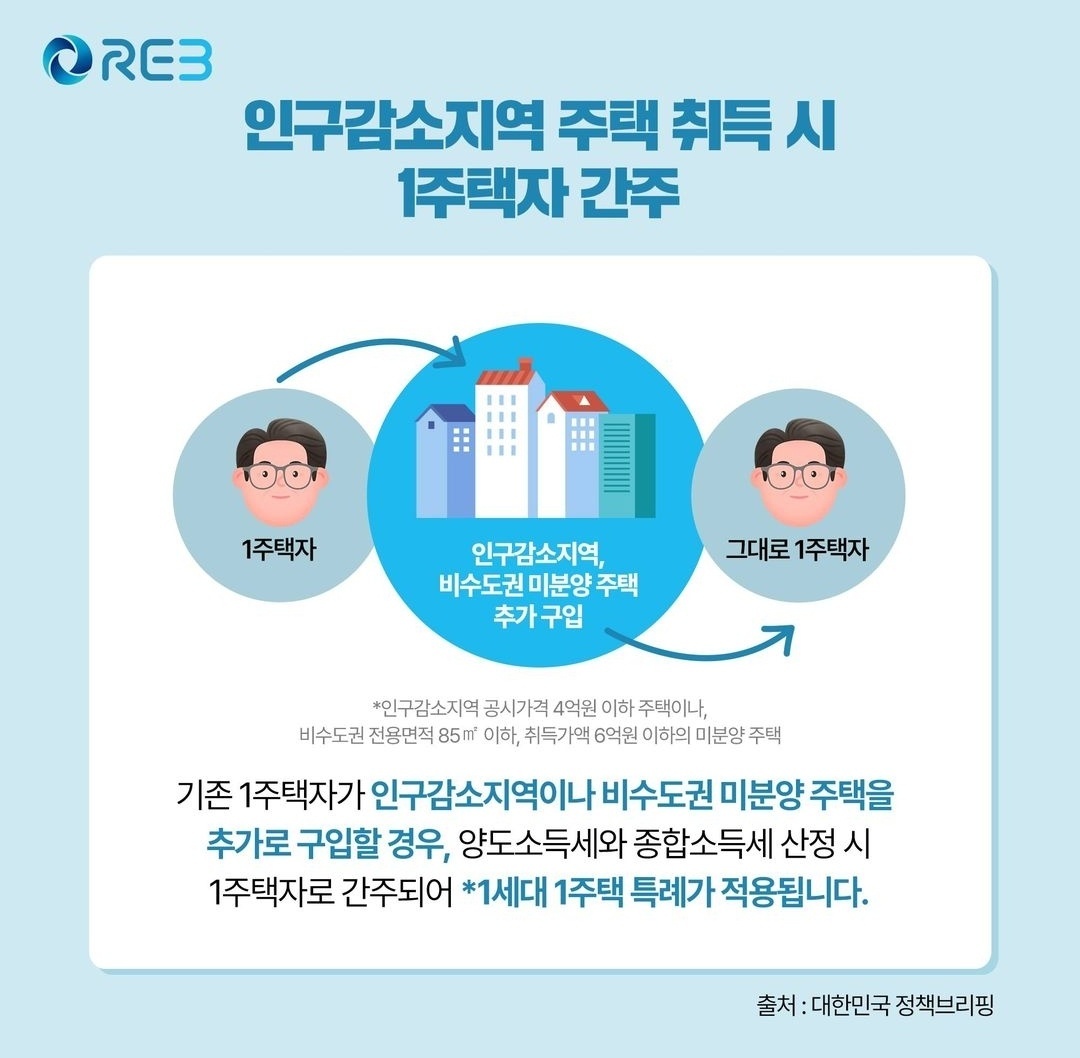 REB
인구감소지역 주택 취득 시
1주택자 간주
1주택자
인구감소지역,
비수도권 미분양 주택
추가 구입
그대로 1주택자
*인구감소지역 공시가격 4억원 이하 주택이나,
비수도권 전용면적 85㎡ 이하, 취득가액 6억원 이하의 미분양 주택
기존 1주택자가 인구감소지역이나 비수도권 미분양 주택을
추가로 구입할 경우, 양도소득세와 종합소득세 산정 시
1주택자로 간주되어 *1세대 1주택 특례가 적용됩니다.
출처 : 대한민국 정책브리핑